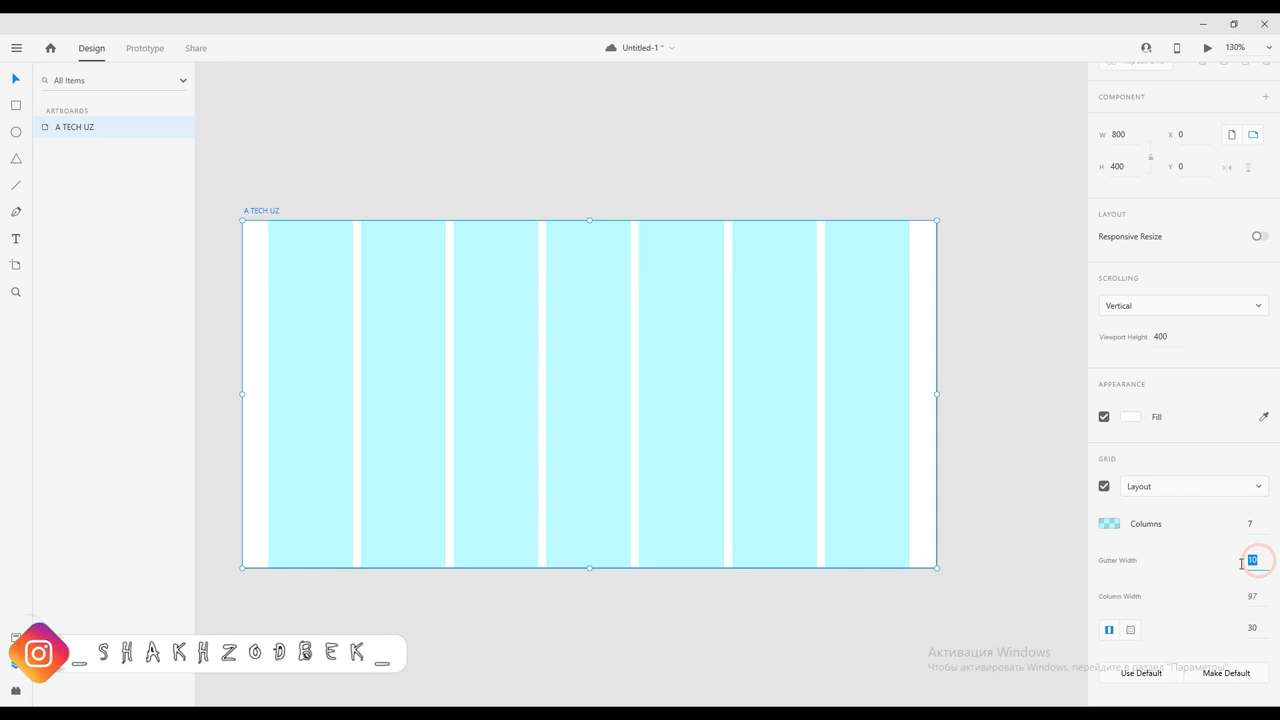 Design Prototype Share Untitled-1 * 130%
All Items
ARTBOARDS
A TECH UZ
A TECH UZ
COMPONENT
W 800 X 0
H 400 Y 0
LAYOUT
Responsive Resize
SCROLLING
Vertical
Viewport Height 400
APPEARANCE
Fill
GRID
Layout
Columns 7
Gutter Width 10
Column Width 97
30
Use Default Make Default
_SHAKHZODBEK_
Активация Windows
Чтобы активировать Windows, перейдите в раздел "Параметры".